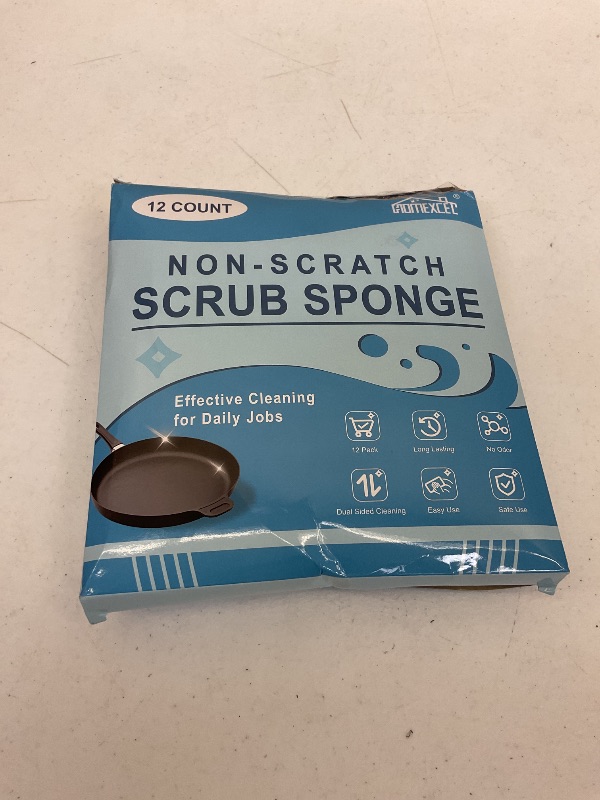 12 COUNT
HOMEXCEL®
NON-SCRATCH
SCRUB SPONGE
Effective Cleaning
for Daily Jobs
12 Pack
Long Lasting
No Odor
Dual Sided Cleaning
Easy Use
Safe Use